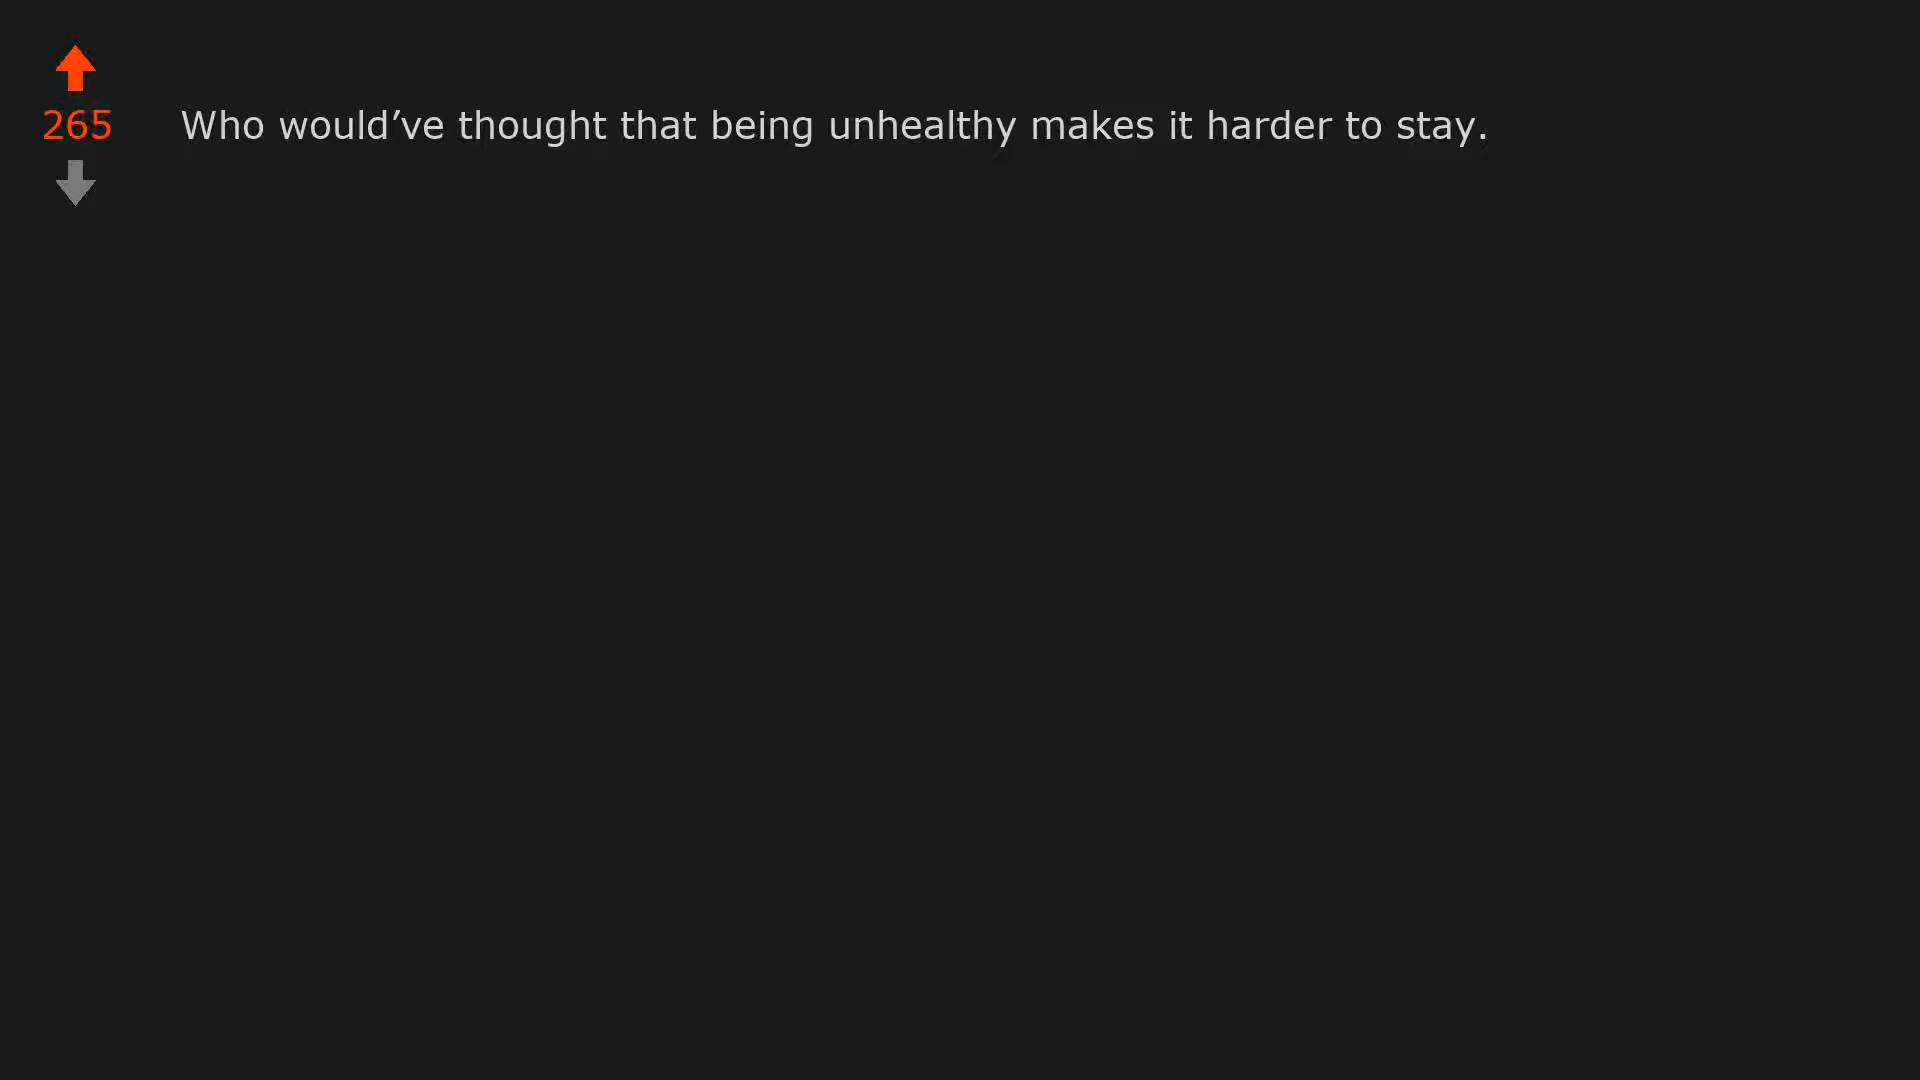 265
Who would’ve thought that being unhealthy makes it harder to stay.